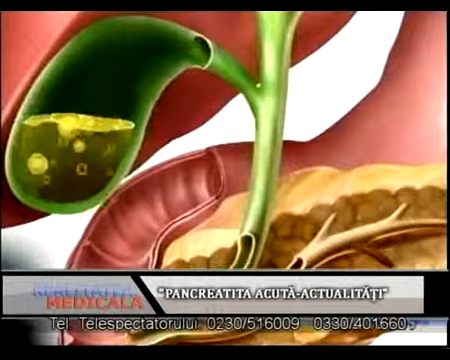 "PANCREATITA ACUTĂ-ACTUALITĂȚI"
MEDICALA
Tel. Telespectatorului: 0230/516009 0330/401660